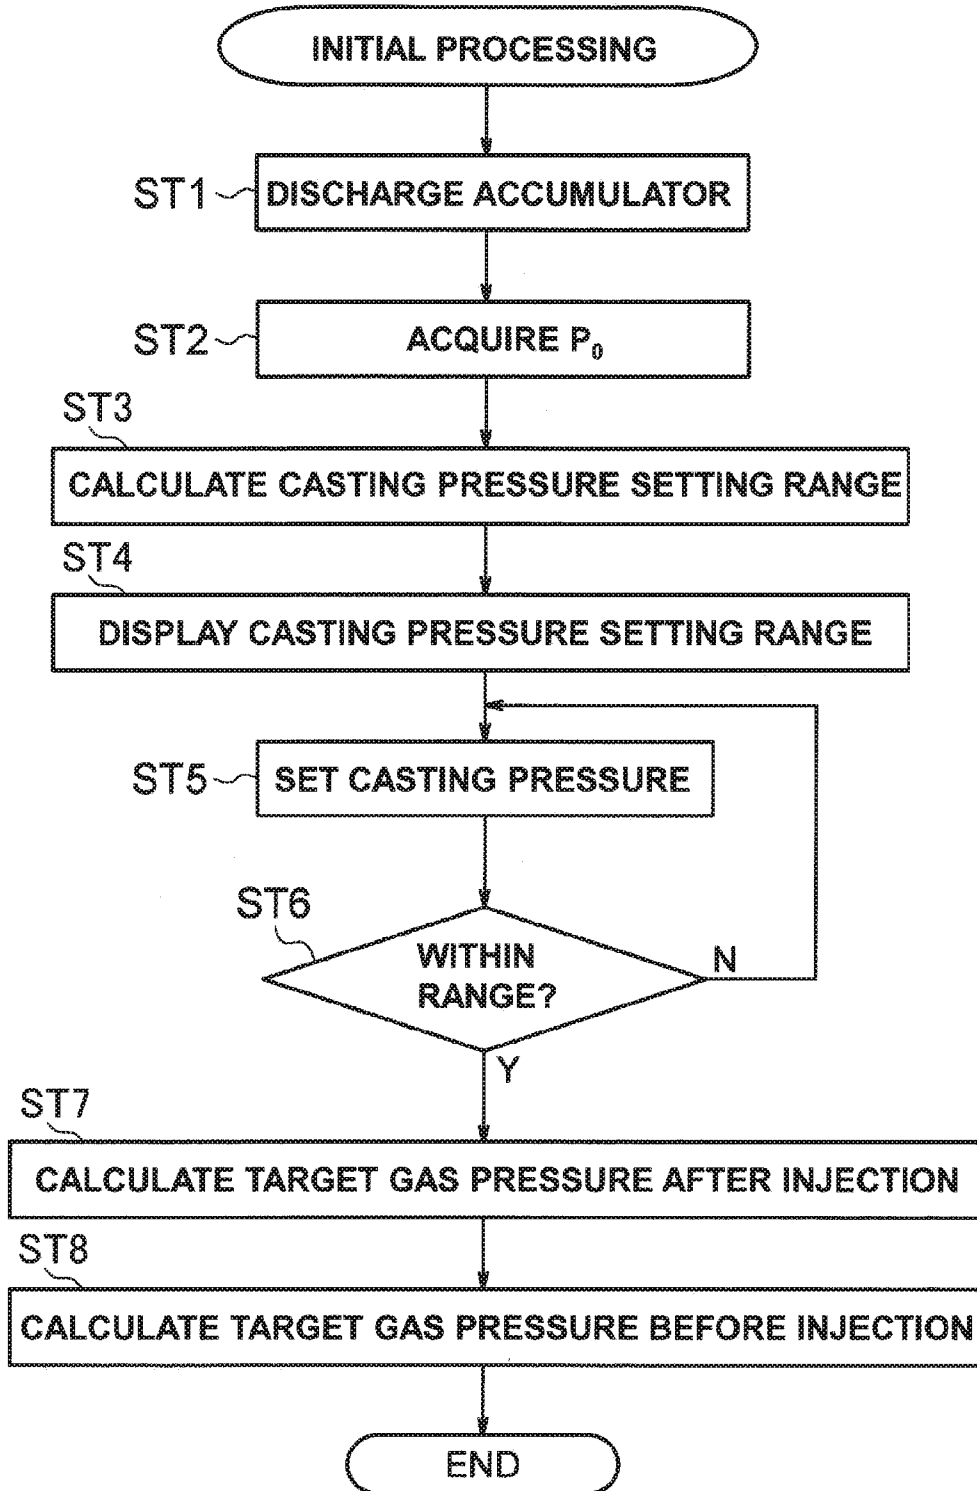 INITIAL PROCESSING
ST1
DISCHARGE ACCUMULATOR
ST2
ACQUIRE P₀
ST3
CALCULATE CASTING PRESSURE SETTING RANGE
ST4
DISPLAY CASTING PRESSURE SETTING RANGE
ST5
SET CASTING PRESSURE
ST6
WITHIN
RANGE?
N
Y
ST7
CALCULATE TARGET GAS PRESSURE AFTER INJECTION
ST8
CALCULATE TARGET GAS PRESSURE BEFORE INJECTION
END